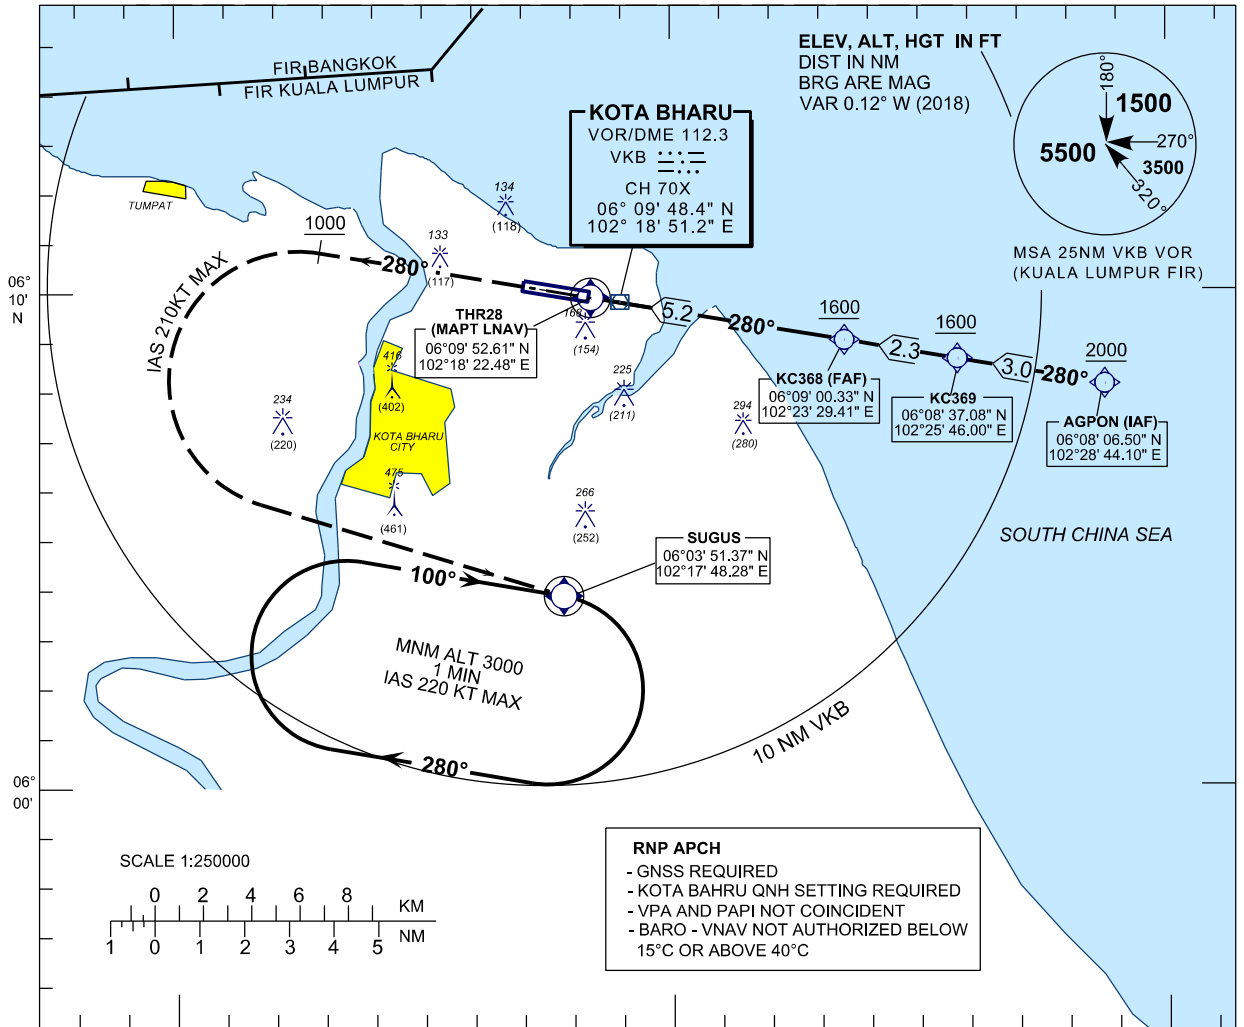 FIR BANGKOK
FIR KUALA LUMPUR
ELEV, ALT, HGT IN FT
DIST IN NM
BRG ARE MAG
VAR 0.12° W (2018)
180°
1500
270°
5500
3500
320°
MSA 25NM VKB VOR
(KUALA LUMPUR FIR)
KOTA BHARU
VOR/DME 112.3
VKB
CH 70X
06° 09' 48.4" N
102° 18' 51.2" E
TUMPAT
134
(118)
1000
133
(117)
280°
IAS 210KT MAX
06°
10'
N
THR28
(MAPT LNAV)
06°09' 52.61" N
102°18' 22.48" E
168
(154)
5.2
280°
1600
2.3
1600
3.0
280°
2000
KC368 (FAF)
06°09' 00.33" N
102°23' 29.41" E
KC369
06°08' 37.08" N
102°25' 46.00" E
AGPON (IAF)
06°08' 06.50" N
102°28' 44.10" E
416
(402)
225
(211)
234
(220)
294
(280)
KOTA BHARU
CITY
475
(461)
266
(252)
SOUTH CHINA SEA
SUGUS
06°03' 51.37" N
102°17' 48.28" E
100°
MNM ALT 3000
1 MIN
IAS 220 KT MAX
280°
10 NM VKB
06°
00'
SCALE 1:250000
0 2 4 6 8
KM
NM
1 0 1 2 3 4 5
RNP APCH
- GNSS REQUIRED
- KOTA BAHRU QNH SETTING REQUIRED
- VPA AND PAPI NOT COINCIDENT
- BARO - VNAV NOT AUTHORIZED BELOW
15°C OR ABOVE 40°C